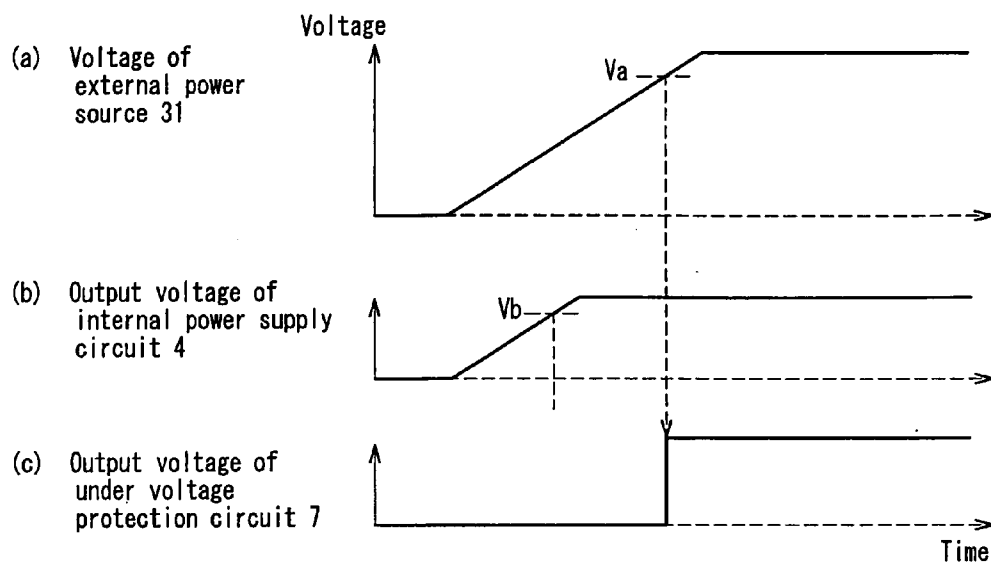 Voltage
(a) Voltage of
external power
source 31
Va
(b) Output voltage of
internal power supply
circuit 4
Vb
(c) Output voltage of
under voltage
protection circuit 7
Time